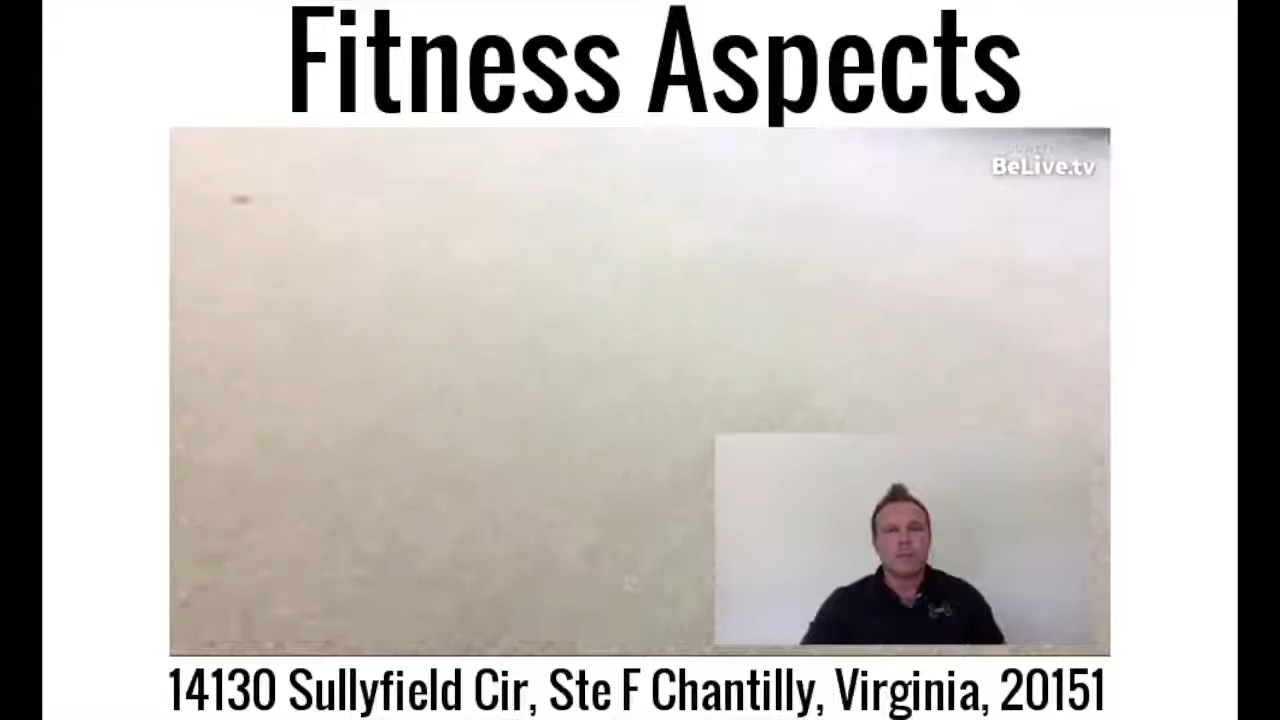 Fitness Aspects
BeLive.tv
14130 Sullyfield Cir, Ste F Chantilly, Virginia, 20151